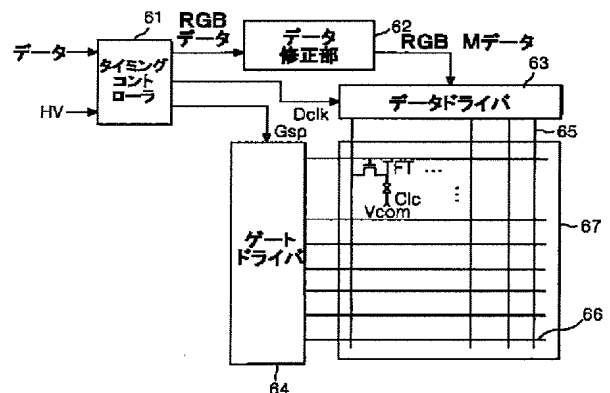 61
RGB
データ
62
データ
修正部
RGB Mデータ
データ
タイミング
コント
ローラ
HV
63
データドライバ
Dclk
Gsp
65
TFT
Clc
Vcom
ゲート
ドライバ
67
66
64